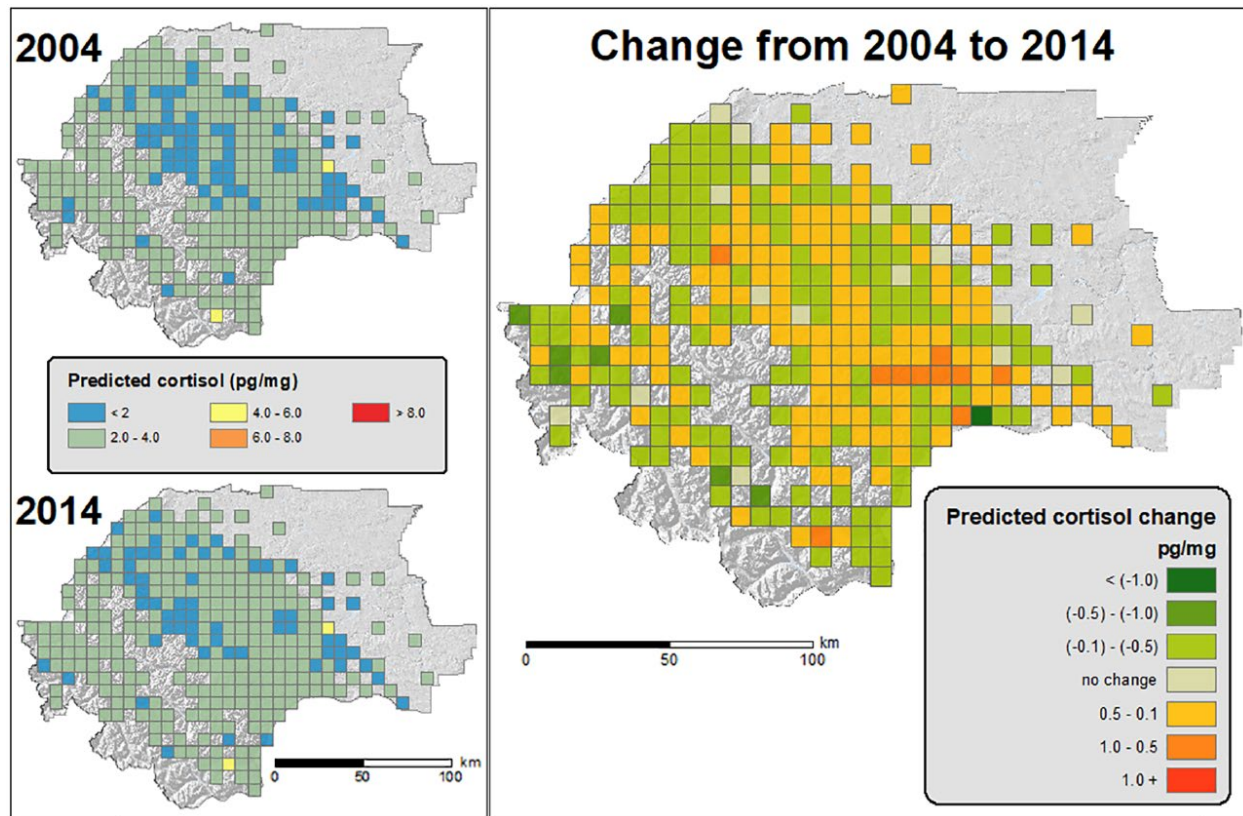 2004
Predicted cortisol (pg/mg)
< 2
4.0 - 6.0
> 8.0
2.0 - 4.0
6.0 - 8.0
2014
km
0 50 100
Change from 2004 to 2014
km
0 50 100
Predicted cortisol change
pg/mg
< (-1.0)
(-0.5) - (-1.0)
(-0.1) - (-0.5)
no change
0.5 - 0.1
1.0 - 0.5
1.0 +